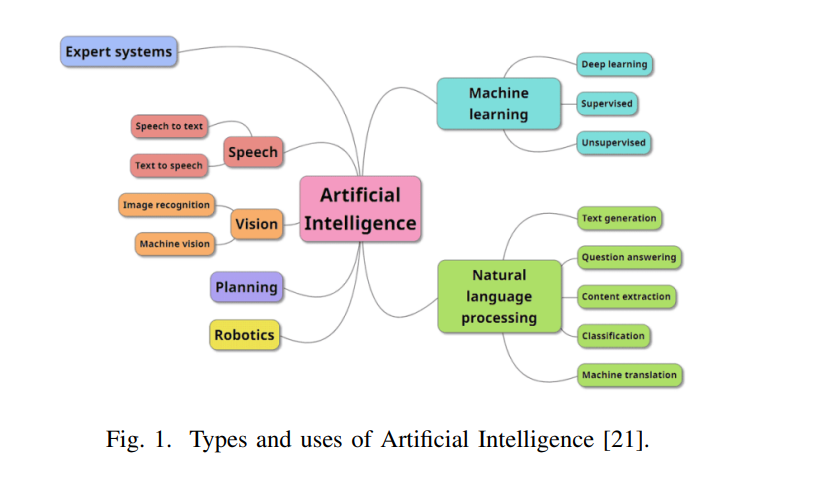 Expert systems
Speech to text
Speech
Text to speech
Image recognition
Vision
Machine vision
Planning
Robotics
Artificial
Intelligence
Machine
learning
Deep learning
Supervised
Unsupervised
Natural
language
processing
Text generation
Question answering
Content extraction
Classification
Machine translation
Fig. 1. Types and uses of Artificial Intelligence [21].